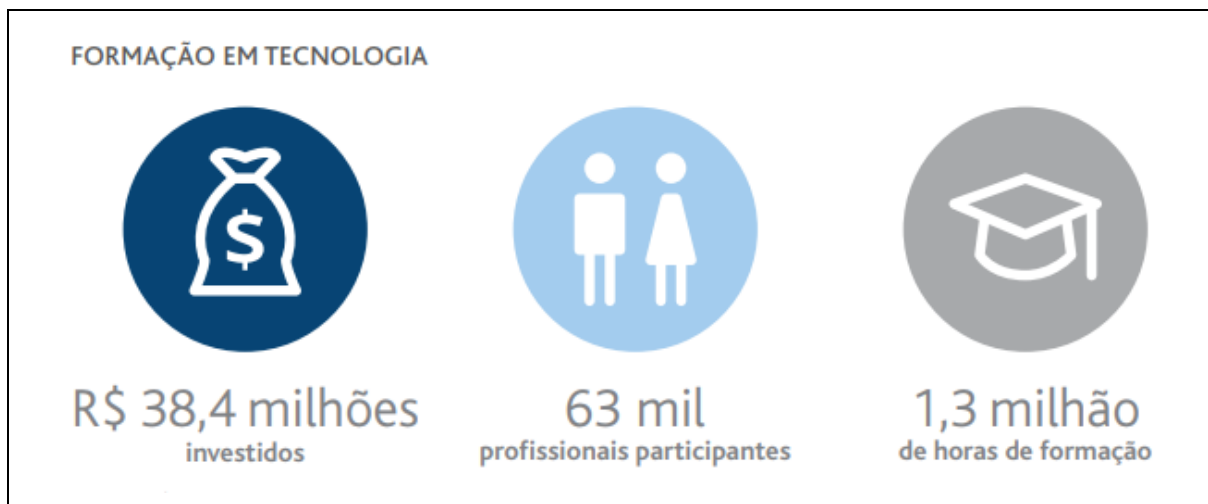 FORMAÇÃO EM TECNOLOGIA
$
R$ 38,4 milhões
investidos
63 mil
profissionais participantes
1,3 milhão
de horas de formação